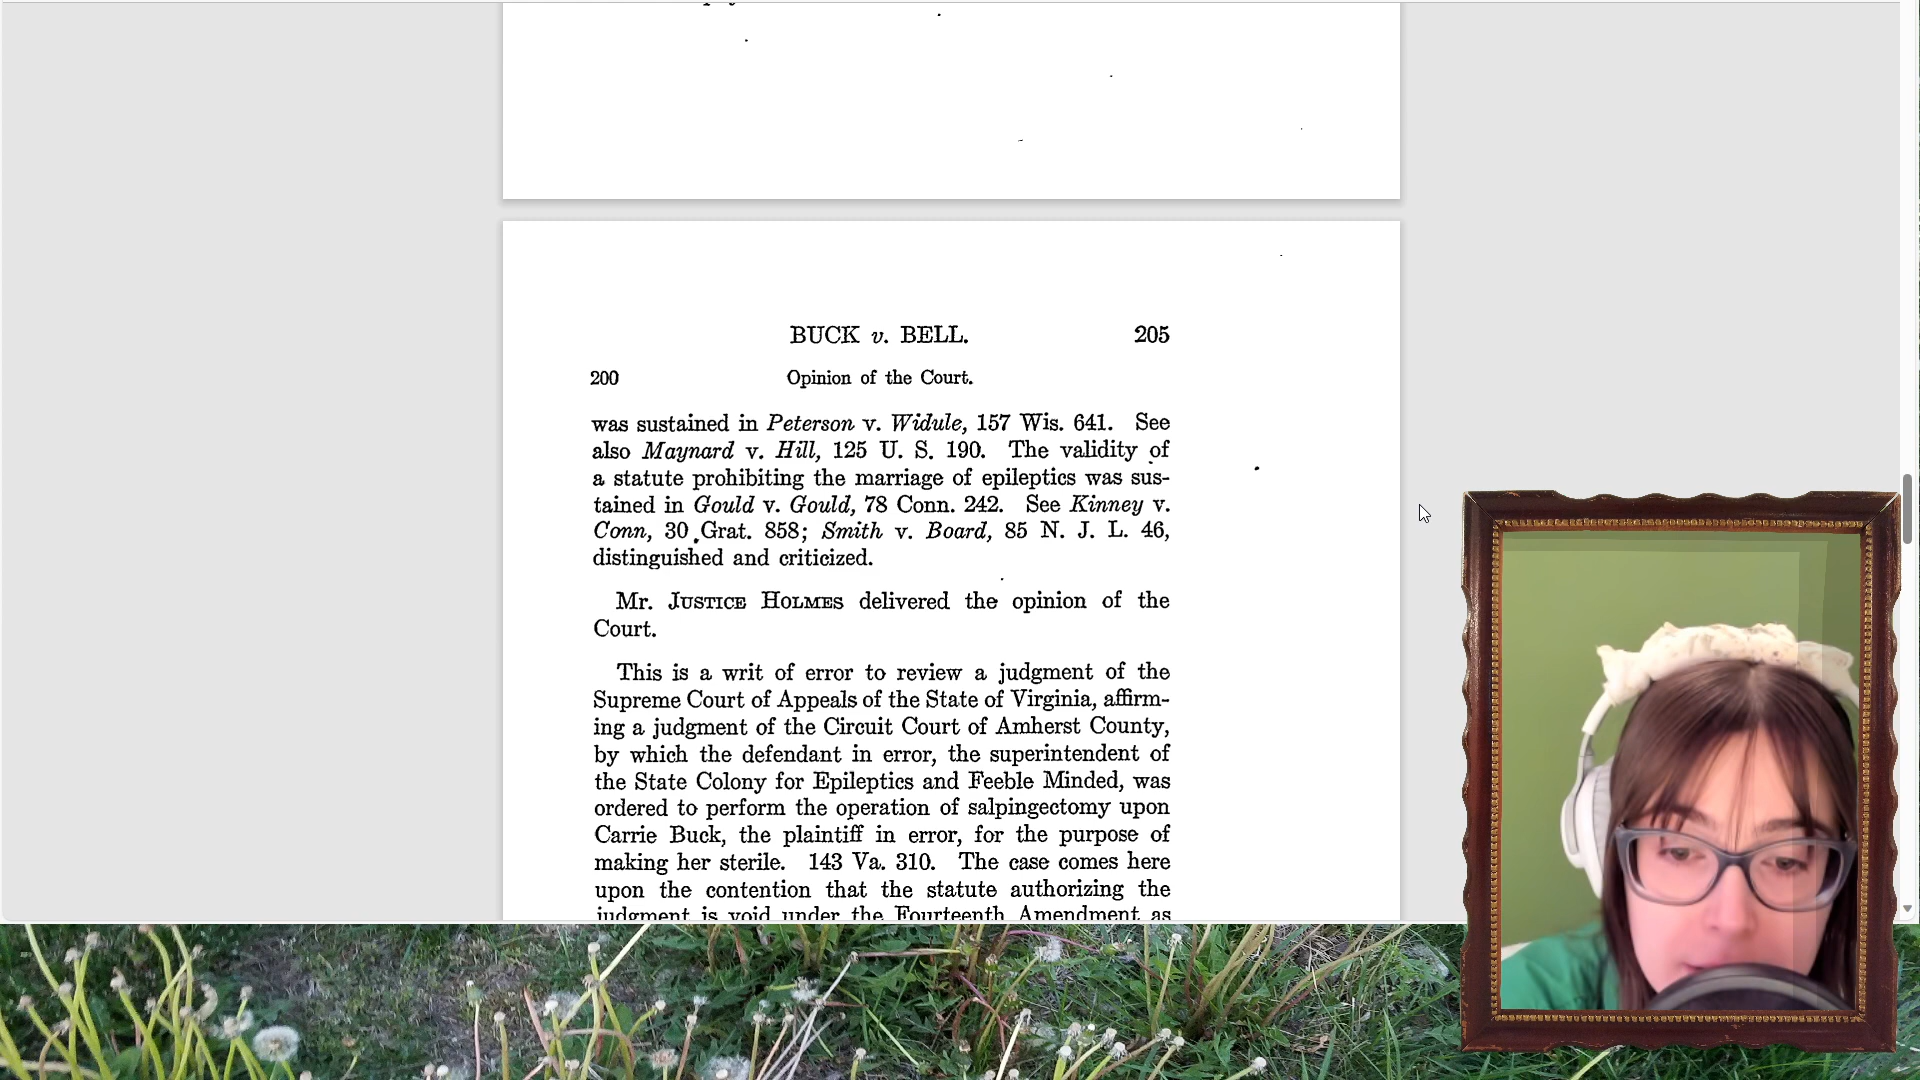 BUCK v. BELL. 205
200 Opinion of the Court.
was sustained in Peterson v. Widule, 157 Wis. 641. See
also Maynard v. Hill, 125 U. S. 190. The validity of
a statute prohibiting the marriage of epileptics was sus-
tained in Gould v. Gould, 78 Conn. 242. See Kinney v.
Conn, 30 Grat. 858; Smith v. Board, 85 N. J. L. 46,
distinguished and criticized.
Mr. JUSTICE HOLMES delivered the opinion of the
Court.
This is a writ of error to review a judgment of the
Supreme Court of Appeals of the State of Virginia, affirm-
ing a judgment of the Circuit Court of Amherst County,
by which the defendant in error, the superintendent of
the State Colony for Epileptics and Feeble Minded, was
ordered to perform the operation of salpingectomy upon
Carrie Buck, the plaintiff in error, for the purpose of
making her sterile. 143 Va. 310. The case comes here
upon the contention that the statute authorizing the
judgment is void under the Fourteenth Amendment as